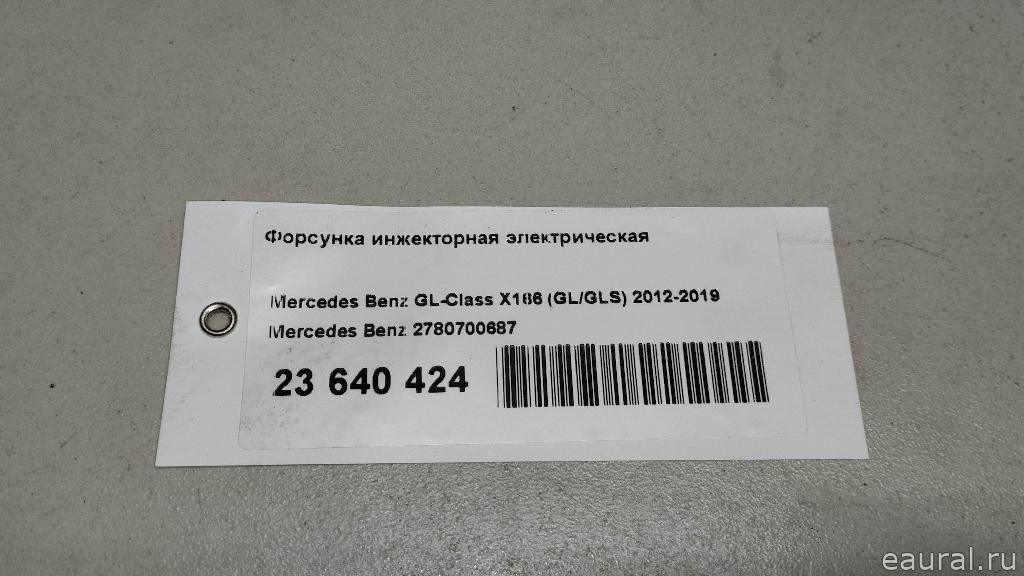 Форсунка инжекторная электрическая
Mercedes Benz GL-Class X166 (GL/GLS) 2012-2019
Mercedes Benz 2780700687
23 640 424
eaural.ru